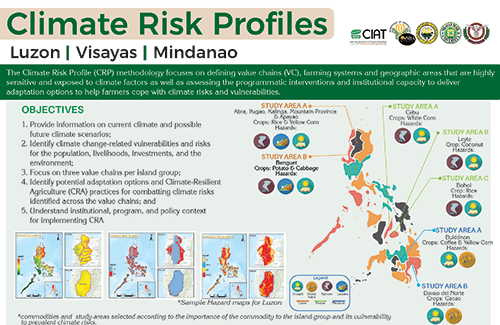 Climate Risk Profiles
CIAT
Luzon | Visayas | Mindanao
The Climate Risk Profile (CRP) methodology focuses on defining value chains (VC), farming systems and geographic areas that are highly
sensitive and exposed to climate factors as well as assessing the programmatic interventions and institutional capacity to deliver
adaptation options to help farmers cope with climate risks and vulnerabilities.
OBJECTIVES
1. Provide information on current climate and possible
future climate scenarios;
2. Identify climate change-related vulnerabilities and risks
for the population, livelihoods, investments, and the
environment;
3. Focus on three value chains per island group;
4. Identify potential adaptation options and Climate-Resilient
Agriculture (CRA) practices for combatting climate risks
identified across the value chains; and
5. Understand institutional, program, and policy context
for implementing CRA
STUDY AREA A
Abra, Ifugao, Kalinga, Mountain Province
& Apayao
Crops: Rice & Yellow Corn
Hazards:
STUDY AREA B
Benguet
Crops: Potato & Cabbage
Hazards:
STUDY AREA A
Cebu
Crops: White Corn
Hazards:
STUDY AREA B
Leyte
Crop: Coconut
Hazards:
STUDY AREA C
Bohol
Crop: Rice
Hazards:
STUDY AREA A
Bukidnon
Crops: Coffee & Yellow Corn
Hazards:
STUDY AREA B
Davao del Norte
Crops: Cacao
Hazards:
Legend
*Sample Hazard maps for Luzon
*commodities and study areas selected according to the importance of the commodity to the island group and its vulnerability
to prevalent climate risks.